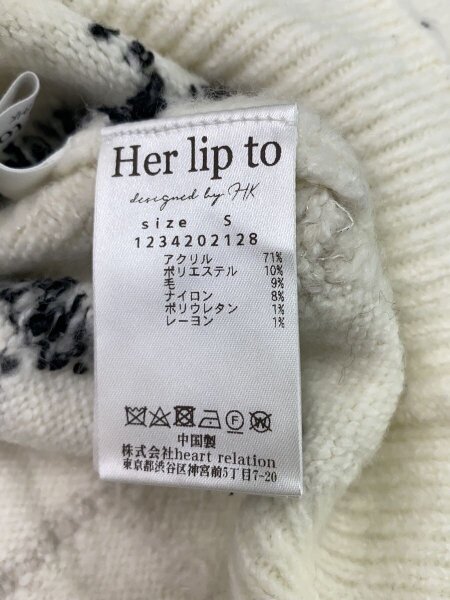 Her lip to
designed by HK
size S
1234202128
アクリル 71%
ポリエステル 10%
毛 9%
ナイロン 8%
ポリウレタン 1%
レーヨン 1%
中国製
株式会社heart relation
東京都渋谷区神宮前5丁目7-20